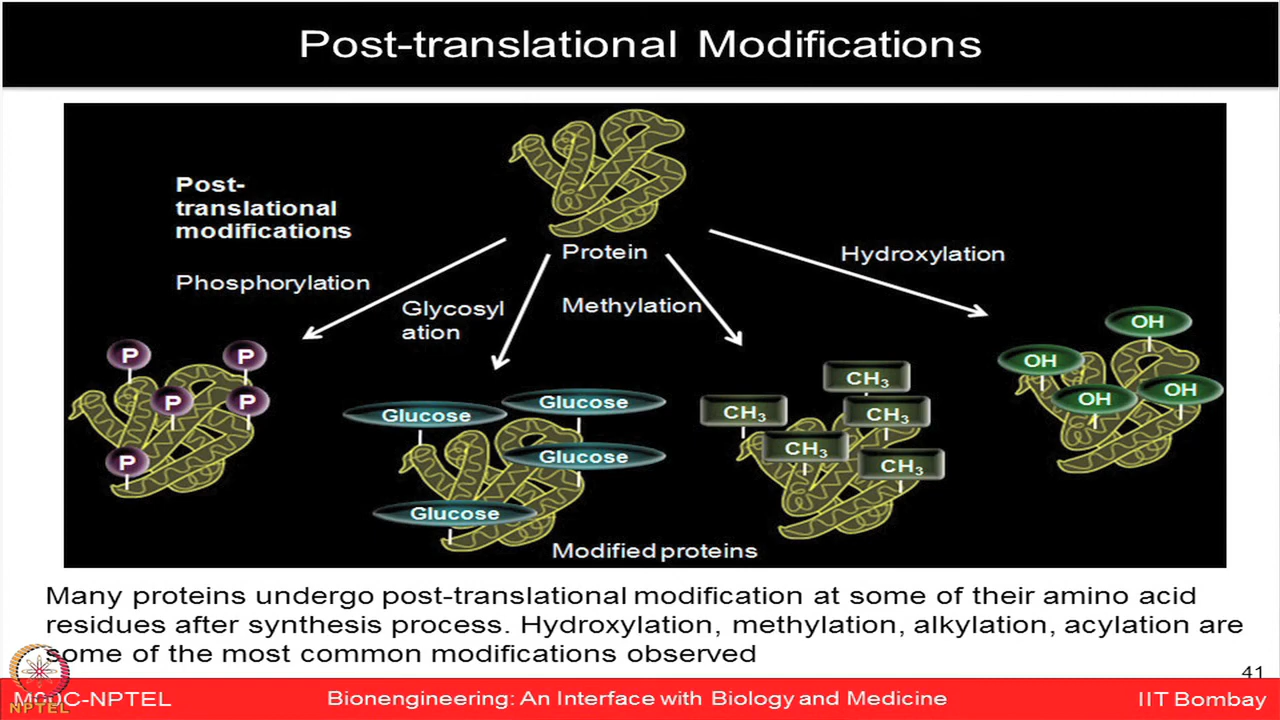 Post-translational Modifications
Post-
translational
modifications
Phosphorylation
Protein
Glycosyl
ation
Methylation
Hydroxylation
P
P
P
P
P
Glucose
Glucose
Glucose
Glucose
CH₃
CH₃
CH₃
CH₃
CH₃
OH
OH
OH
OH
Modified proteins
Many proteins undergo post-translational modification at some of their amino acid
residues after synthesis process. Hydroxylation, methylation, alkylation, acylation are
some of the most common modifications observed
41
NPTEL
Bionengineering: An Interface with Biology and Medicine
IIT Bombay